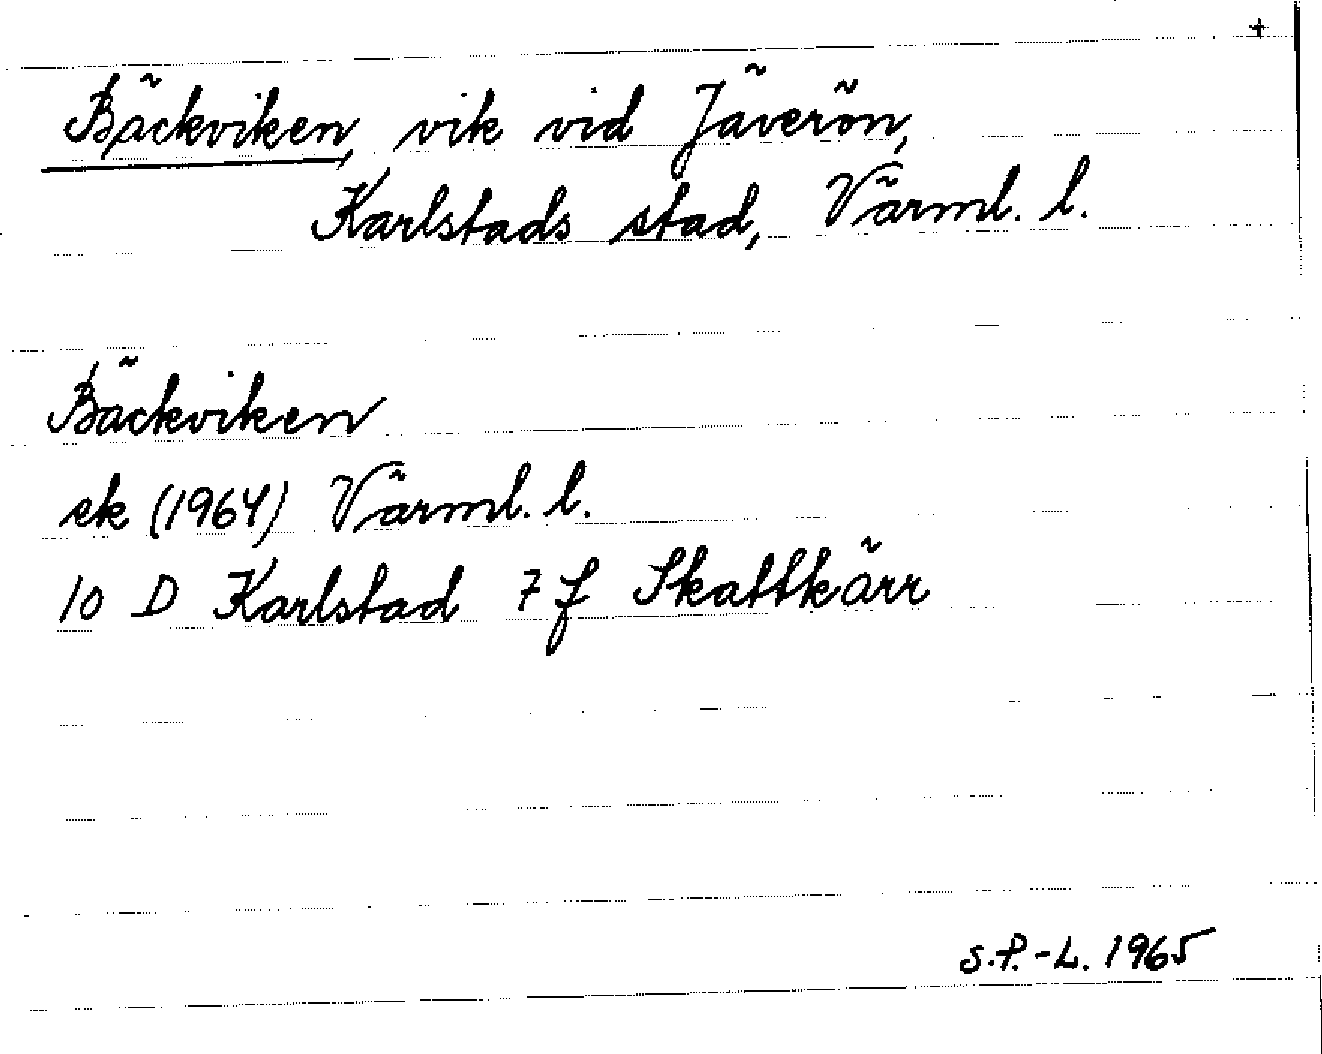 +
Bäckviken, vik vid Jäverön,
Karlstads stad, Värml. l.
Bäckviken
ek (1964) Värml. l.
10 D Karlstad 7 f Skattkärr
S.P.-L. 1965